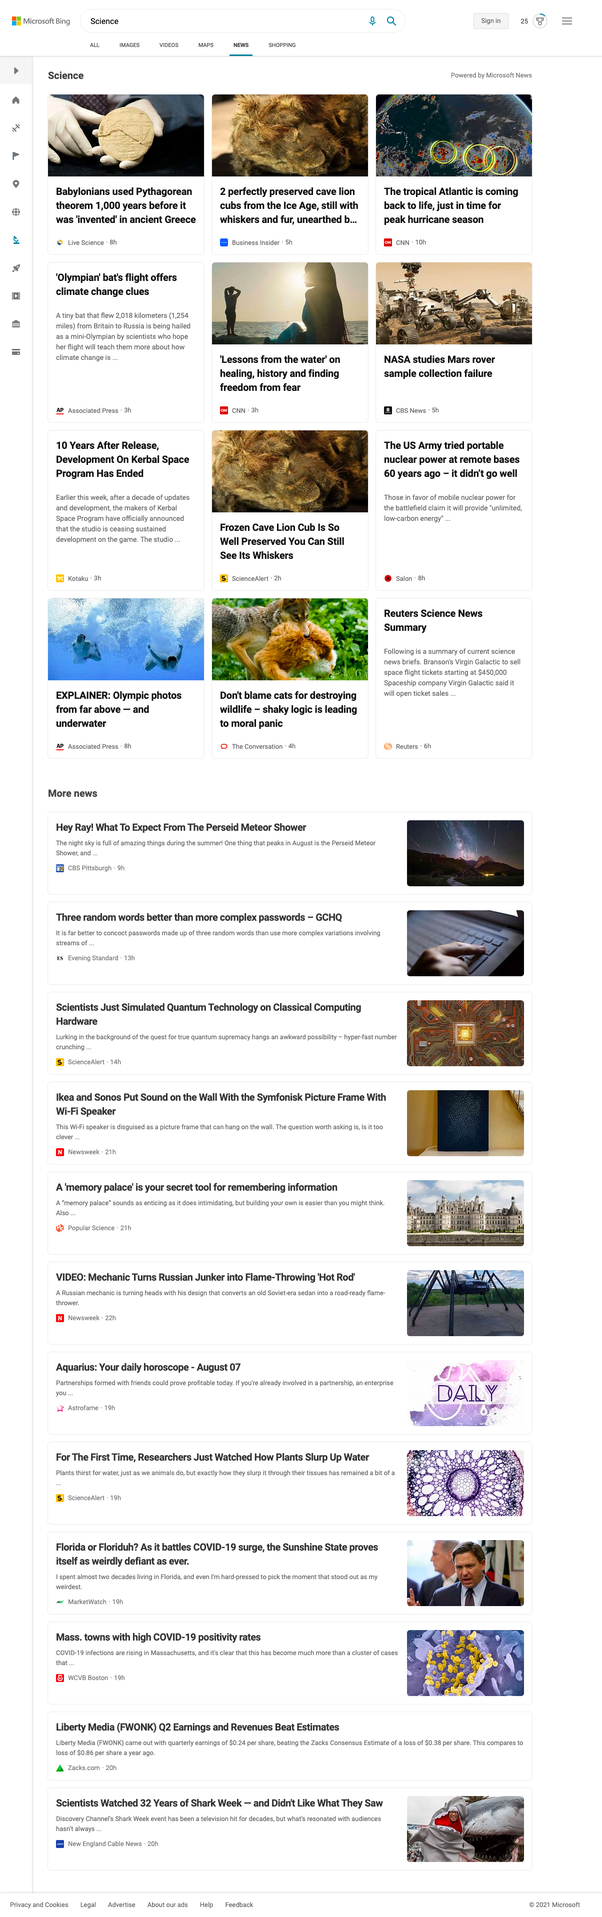 Microsoft Bing
Science
Sign in
25
ALL
IMAGES
VIDEOS
MAPS
NEWS
SHOPPING
Science
Powered by Microsoft News
Babylonians used Pythagorean
theorem 1,000 years before it
was 'invented' in ancient Greece
Live Science · 8h
2 perfectly preserved cave lion
cubs from the Ice Age, still with
whiskers and fur, unearthed b...
Business Insider · 5h
The tropical Atlantic is coming
back to life, just in time for
peak hurricane season
CNN · 10h
'Olympian' bat's flight offers
climate change clues
A tiny bat that flew 2,018 kilometers (1,254
miles) from Britain to Russia is being hailed
as a mini-Olympian by scientists who hope
her flight will teach them more about how
climate change is ...
AP Associated Press · 3h
'Lessons from the water' on
healing, history and finding
freedom from fear
CNN · 3h
NASA studies Mars rover
sample collection failure
CBS News · 5h
10 Years After Release,
Development On Kerbal Space
Program Has Ended
Earlier this week, after a decade of updates
and development, the makers of Kerbal
Space Program have officially announced
that the studio is ceasing sustained
development on the game. The studio ...
Kotaku · 3h
Frozen Cave Lion Cub Is So
Well Preserved You Can Still
See Its Whiskers
ScienceAlert · 2h
The US Army tried portable
nuclear power at remote bases
60 years ago – it didn't go well
Those in favor of mobile nuclear power for
the battlefield claim it will provide "unlimited,
low-carbon energy" ...
Salon · 8h
EXPLAINER: Olympic photos
from far above — and
underwater
AP Associated Press · 8h
Don't blame cats for destroying
wildlife – shaky logic is leading
to moral panic
The Conversation · 4h
Reuters Science News
Summary
Following is a summary of current science
news briefs. Branson's Virgin Galactic to sell
space flight tickets starting at $450,000
Spaceship company Virgin Galactic said it
will open ticket sales ...
Reuters · 6h
More news
Hey Ray! What To Expect From The Perseid Meteor Shower
The night sky is full of amazing things during the summer! One thing that peaks in August is the Perseid Meteor
Shower, and ...
CBS Pittsburgh · 9h
Three random words better than more complex passwords – GCHQ
It is far better to concoct passwords made up of three random words than use more complex variations involving
streams of ...
ES Evening Standard · 13h
Scientists Just Simulated Quantum Technology on Classical Computing
Hardware
Lurking in the background of the quest for true quantum supremacy hangs an awkward possibility – hyper-fast number
crunching ...
ScienceAlert · 14h
Ikea and Sonos Put Sound on the Wall With the Symfonisk Picture Frame With
Wi-Fi Speaker
This Wi-Fi speaker is disguised as a picture frame that can hang on the wall. The question worth asking is, Is it too
clever ...
Newsweek · 21h
A 'memory palace' is your secret tool for remembering information
A "memory palace" sounds as enticing as it does intimidating, but building your own is easier than you might think.
Also ...
Popular Science · 21h
VIDEO: Mechanic Turns Russian Junker into Flame-Throwing 'Hot Rod'
A Russian mechanic is turning heads with his design that converts an old Soviet-era sedan into a road-ready flame-
thrower.
Newsweek · 22h
Aquarius: Your daily horoscope - August 07
Partnerships formed with friends could prove profitable today. If you're already involved in a partnership, an enterprise
you ...
Astrofame · 19h
DAILY
For The First Time, Researchers Just Watched How Plants Slurp Up Water
Plants thirst for water, just as we animals do, but exactly how they slurp it through their tissues has remained a bit of a
...
ScienceAlert · 19h
Florida or Floriduh? As it battles COVID-19 surge, the Sunshine State proves
itself as weirdly defiant as ever.
I spent almost two decades living in Florida, and even I'm hard-pressed to pick the moment that stood out as my
weirdest.
MarketWatch · 19h
Mass. towns with high COVID-19 positivity rates
COVID-19 infections are rising in Massachusetts, and it's clear that this has become much more than a cluster of cases
that ...
WCVB Boston · 19h
Liberty Media (FWONK) Q2 Earnings and Revenues Beat Estimates
Liberty Media (FWONK) came out with quarterly earnings of $0.24 per share, beating the Zacks Consensus Estimate of a loss of $0.38 per share. This compares to
loss of $0.86 per share a year ago.
Zacks.com · 20h
Scientists Watched 32 Years of Shark Week — and Didn't Like What They Saw
Discovery Channel's Shark Week event has been a television hit for decades, but what's resonated with audiences
hasn't always ...
New England Cable News · 20h
Privacy and Cookies
Legal
Advertise
About our ads
Help
Feedback
© 2021 Microsoft